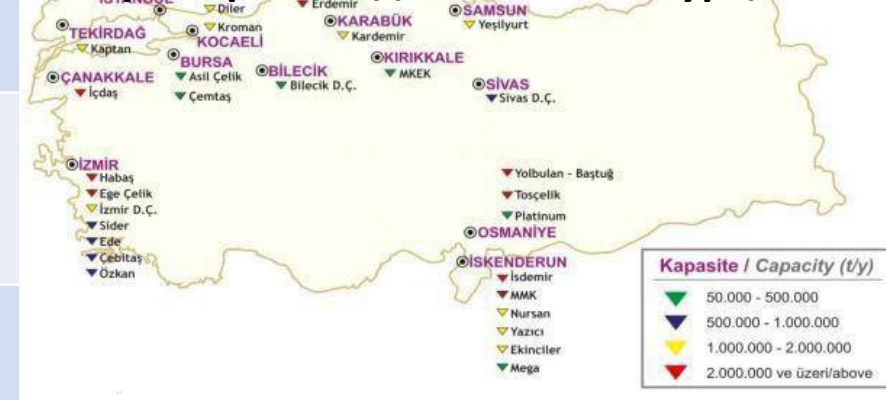 Diler
Erdemir
SAMSUN
Yeşilyurt
TEKİRDAĞ
Kaptan
Kroman
KOCAELİ
KARABÜK
Kardemir
BURSA
Asil Çelik
Çemtaş
BİLECİK
Bilecik D.Ç.
KIRIKKALE
MKEK
ÇANAKKALE
İçdaş
SİVAS
Sivas D.Ç.
İZMİR
Habaş
Ege Çelik
İzmir D.Ç.
Sider
Ede
Çebitaş
Özkan
Yolbulan - Baştuğ
Tosçelik
Platinum
OSMANİYE
İSKENDERUN
İsdemir
MMK
Nursan
Yazıcı
Ekinciler
Mega
Kapasite / Capacity (t/y)
50.000 - 500.000
500.000 - 1.000.000
1.000.000 - 2.000.000
2.000.000 ve üzeri/above